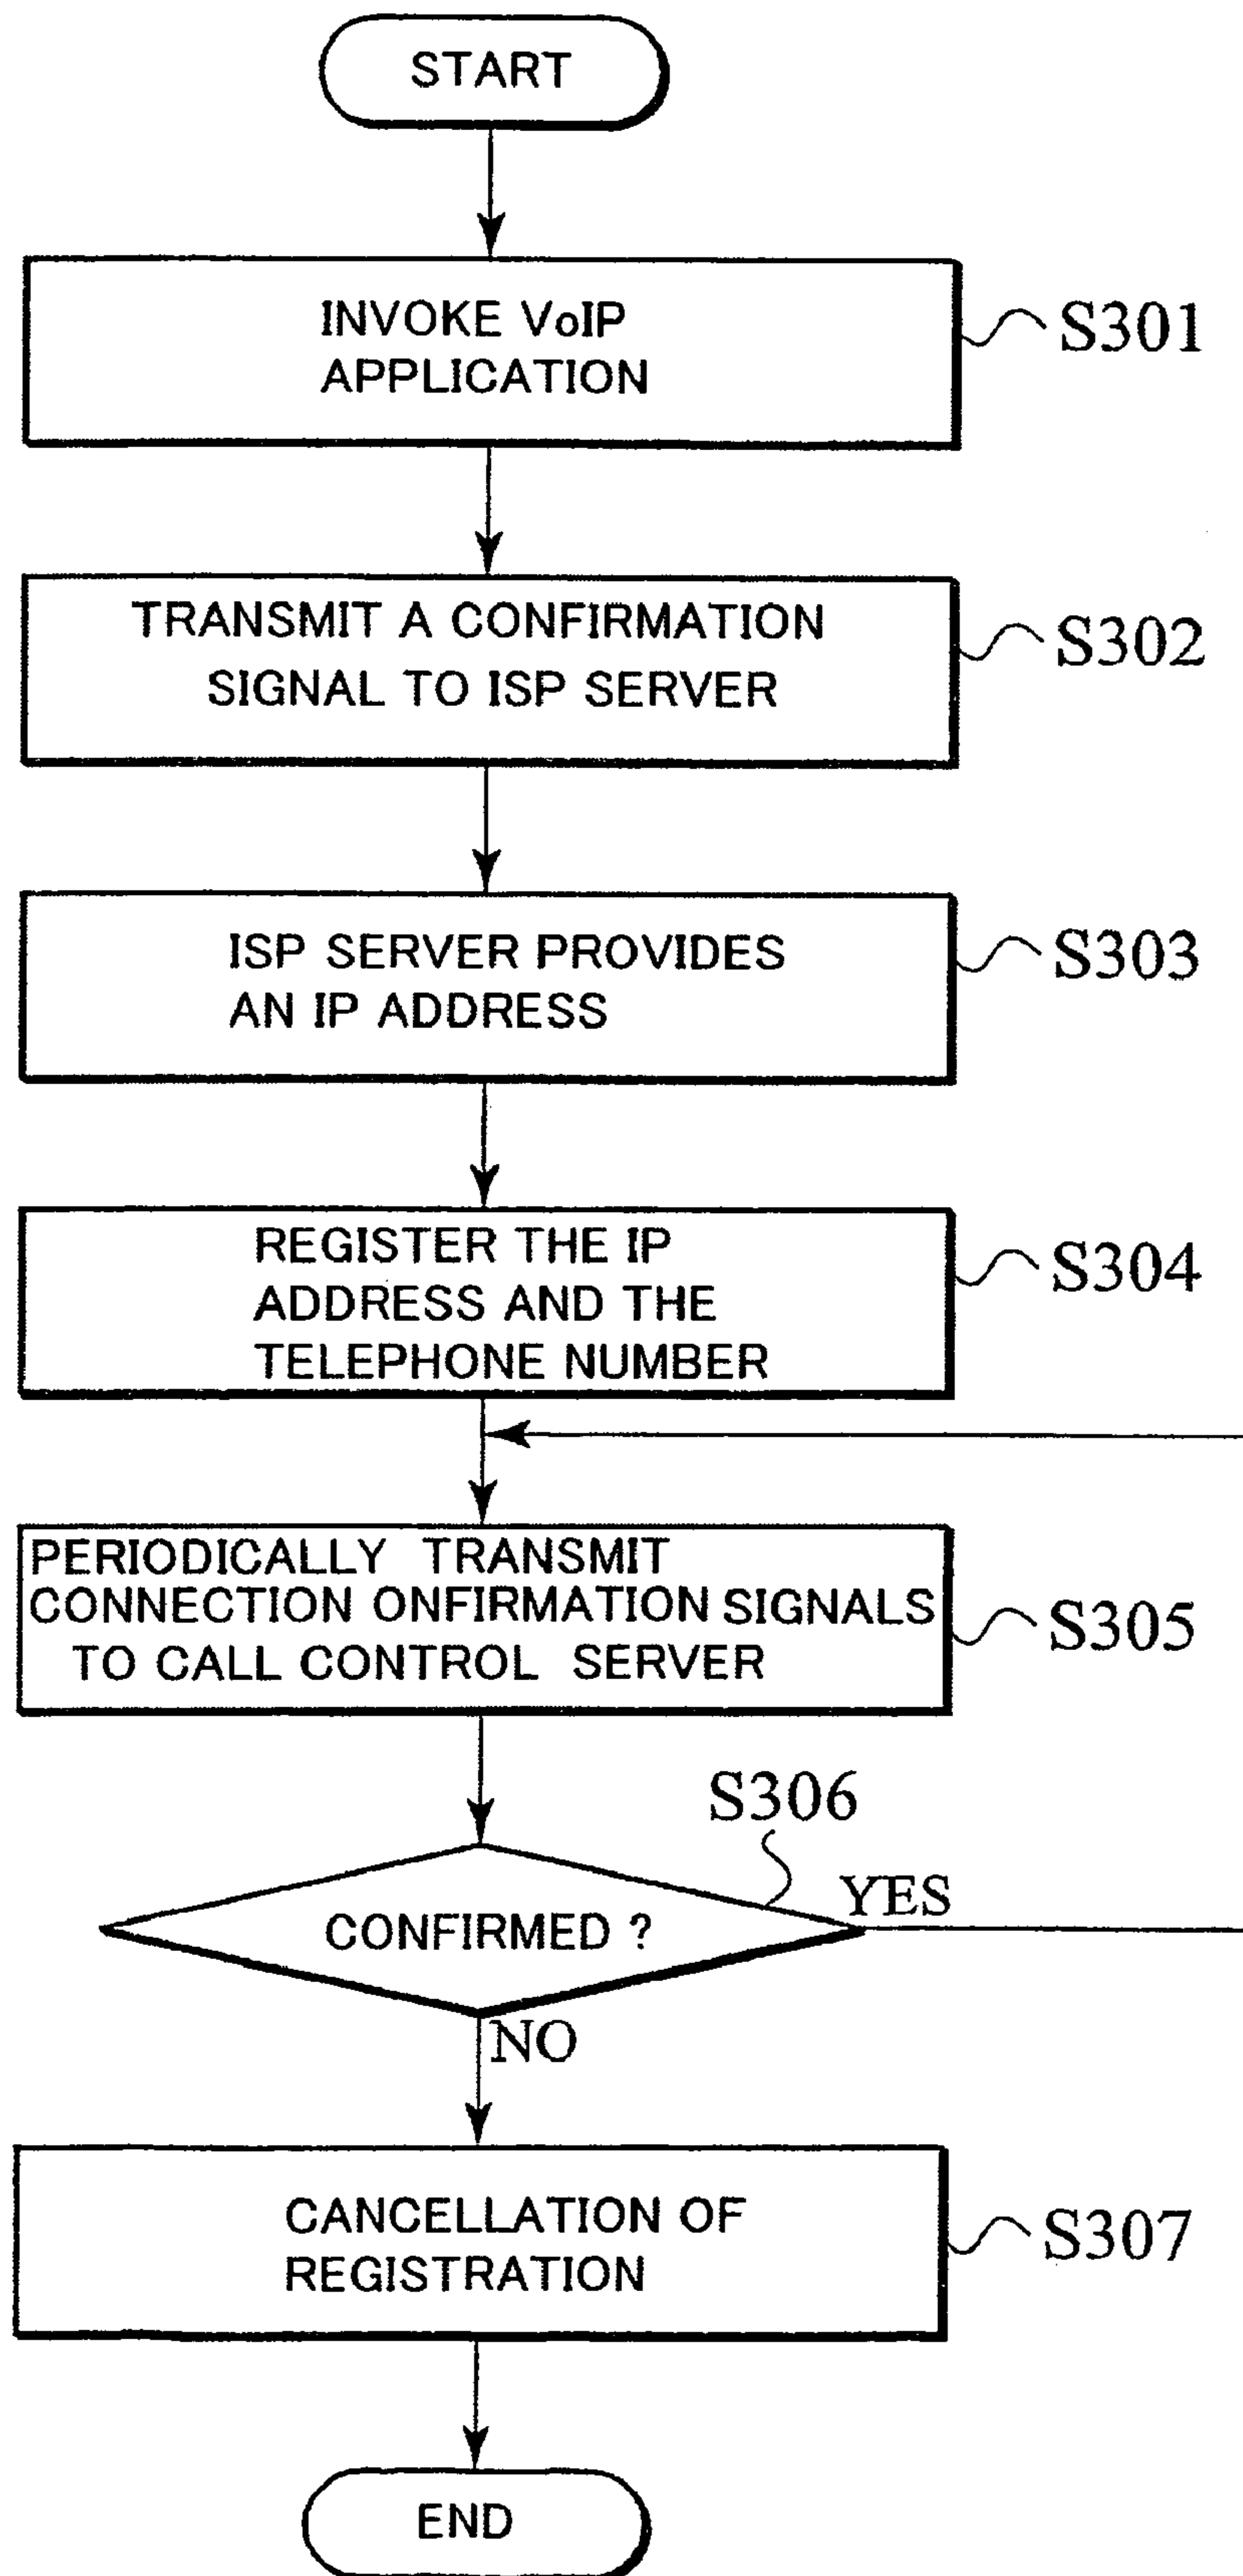 START
INVOKE VoIP
APPLICATION
S301
TRANSMIT A CONFIRMATION
SIGNAL TO ISP SERVER
S302
ISP SERVER PROVIDES
AN IP ADDRESS
S303
REGISTER THE IP
ADDRESS AND THE
TELEPHONE NUMBER
S304
PERIODICALLY TRANSMIT
CONNECTION ONFIRMATION SIGNALS
TO CALL CONTROL SERVER
S305
S306
CONFIRMED ?
YES
NO
CANCELLATION OF
REGISTRATION
S307
END